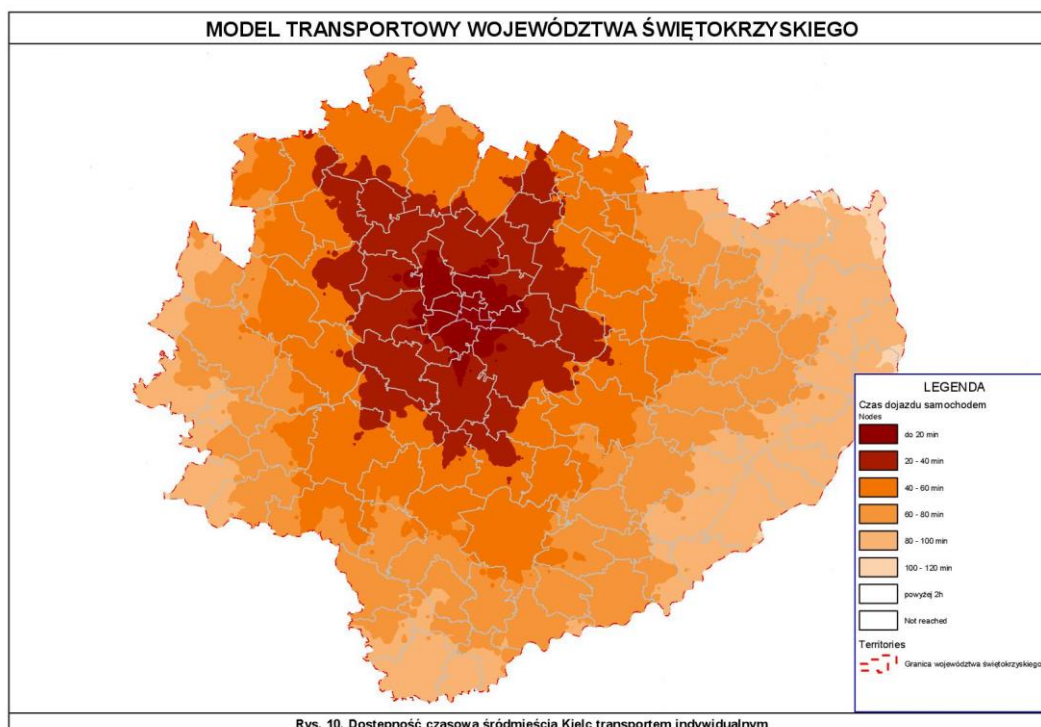 MODEL TRANSPORTOWY WOJEWÓDZTWA ŚWIĘTOKRZYSKIEGO
LEGENDA
Czas dojazdu samochodem
Nodes
do 20 min
20 - 40 min
40 - 60 min
60 - 80 min
80 - 100 min
100 - 120 min
powyżej 2h
Not reached
Territories
Granica województwa świętokrzyskiego
Rys. 10. Dostępność czasowa śródmieścia Kielc transportem indywidualnym